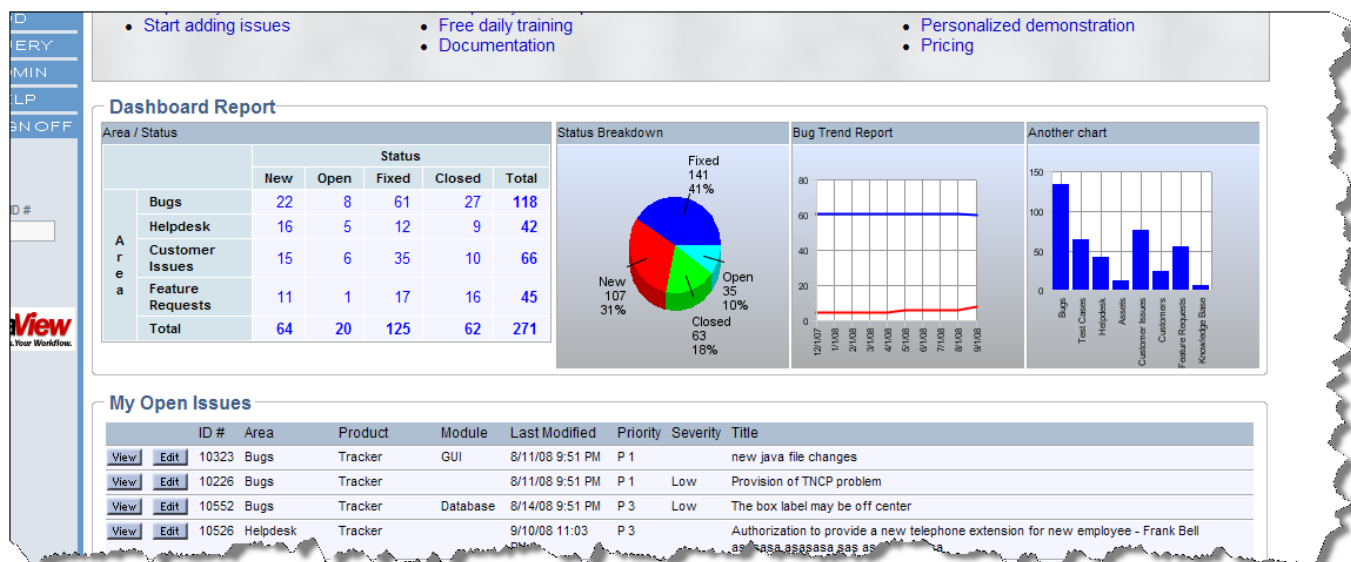 Start adding issues
Free daily training
Documentation
Personalized demonstration
Pricing
Dashboard Report
Area / Status
Status
New Open Fixed Closed Total
Area
Bugs 22 8 61 27 118
Helpdesk 16 5 12 9 42
Customer Issues 15 6 35 10 66
Feature Requests 11 1 17 16 45
Total 64 20 125 62 271
Status Breakdown
Fixed
141
41%
New
107
31%
Open
35
10%
Closed
63
18%
Bug Trend Report
80
60
40
20
0
12/1/07 1/1/08 2/1/08 3/1/08 4/1/08 5/1/08 6/1/08 7/1/08 8/1/08 9/1/08
Another chart
150
100
50
0
Bugs Test Cases Helpdesk Assets Customer Issues Customers Feature Requests Knowledge Base
ID #
View
Your Workflow.
My Open Issues
ID # Area Product Module Last Modified Priority Severity Title
View Edit 10323 Bugs Tracker GUI 8/11/08 9:51 PM P 1 new java file changes
View Edit 10226 Bugs Tracker 8/11/08 9:51 PM P 1 Low Provision of TNCP problem
View Edit 10552 Bugs Tracker Database 8/14/08 9:51 PM P 3 Low The box label may be off center
View Edit 10526 Helpdesk Tracker 9/10/08 11:03 P 3 Authorization to provide a new telephone extension for new employee - Frank Bell